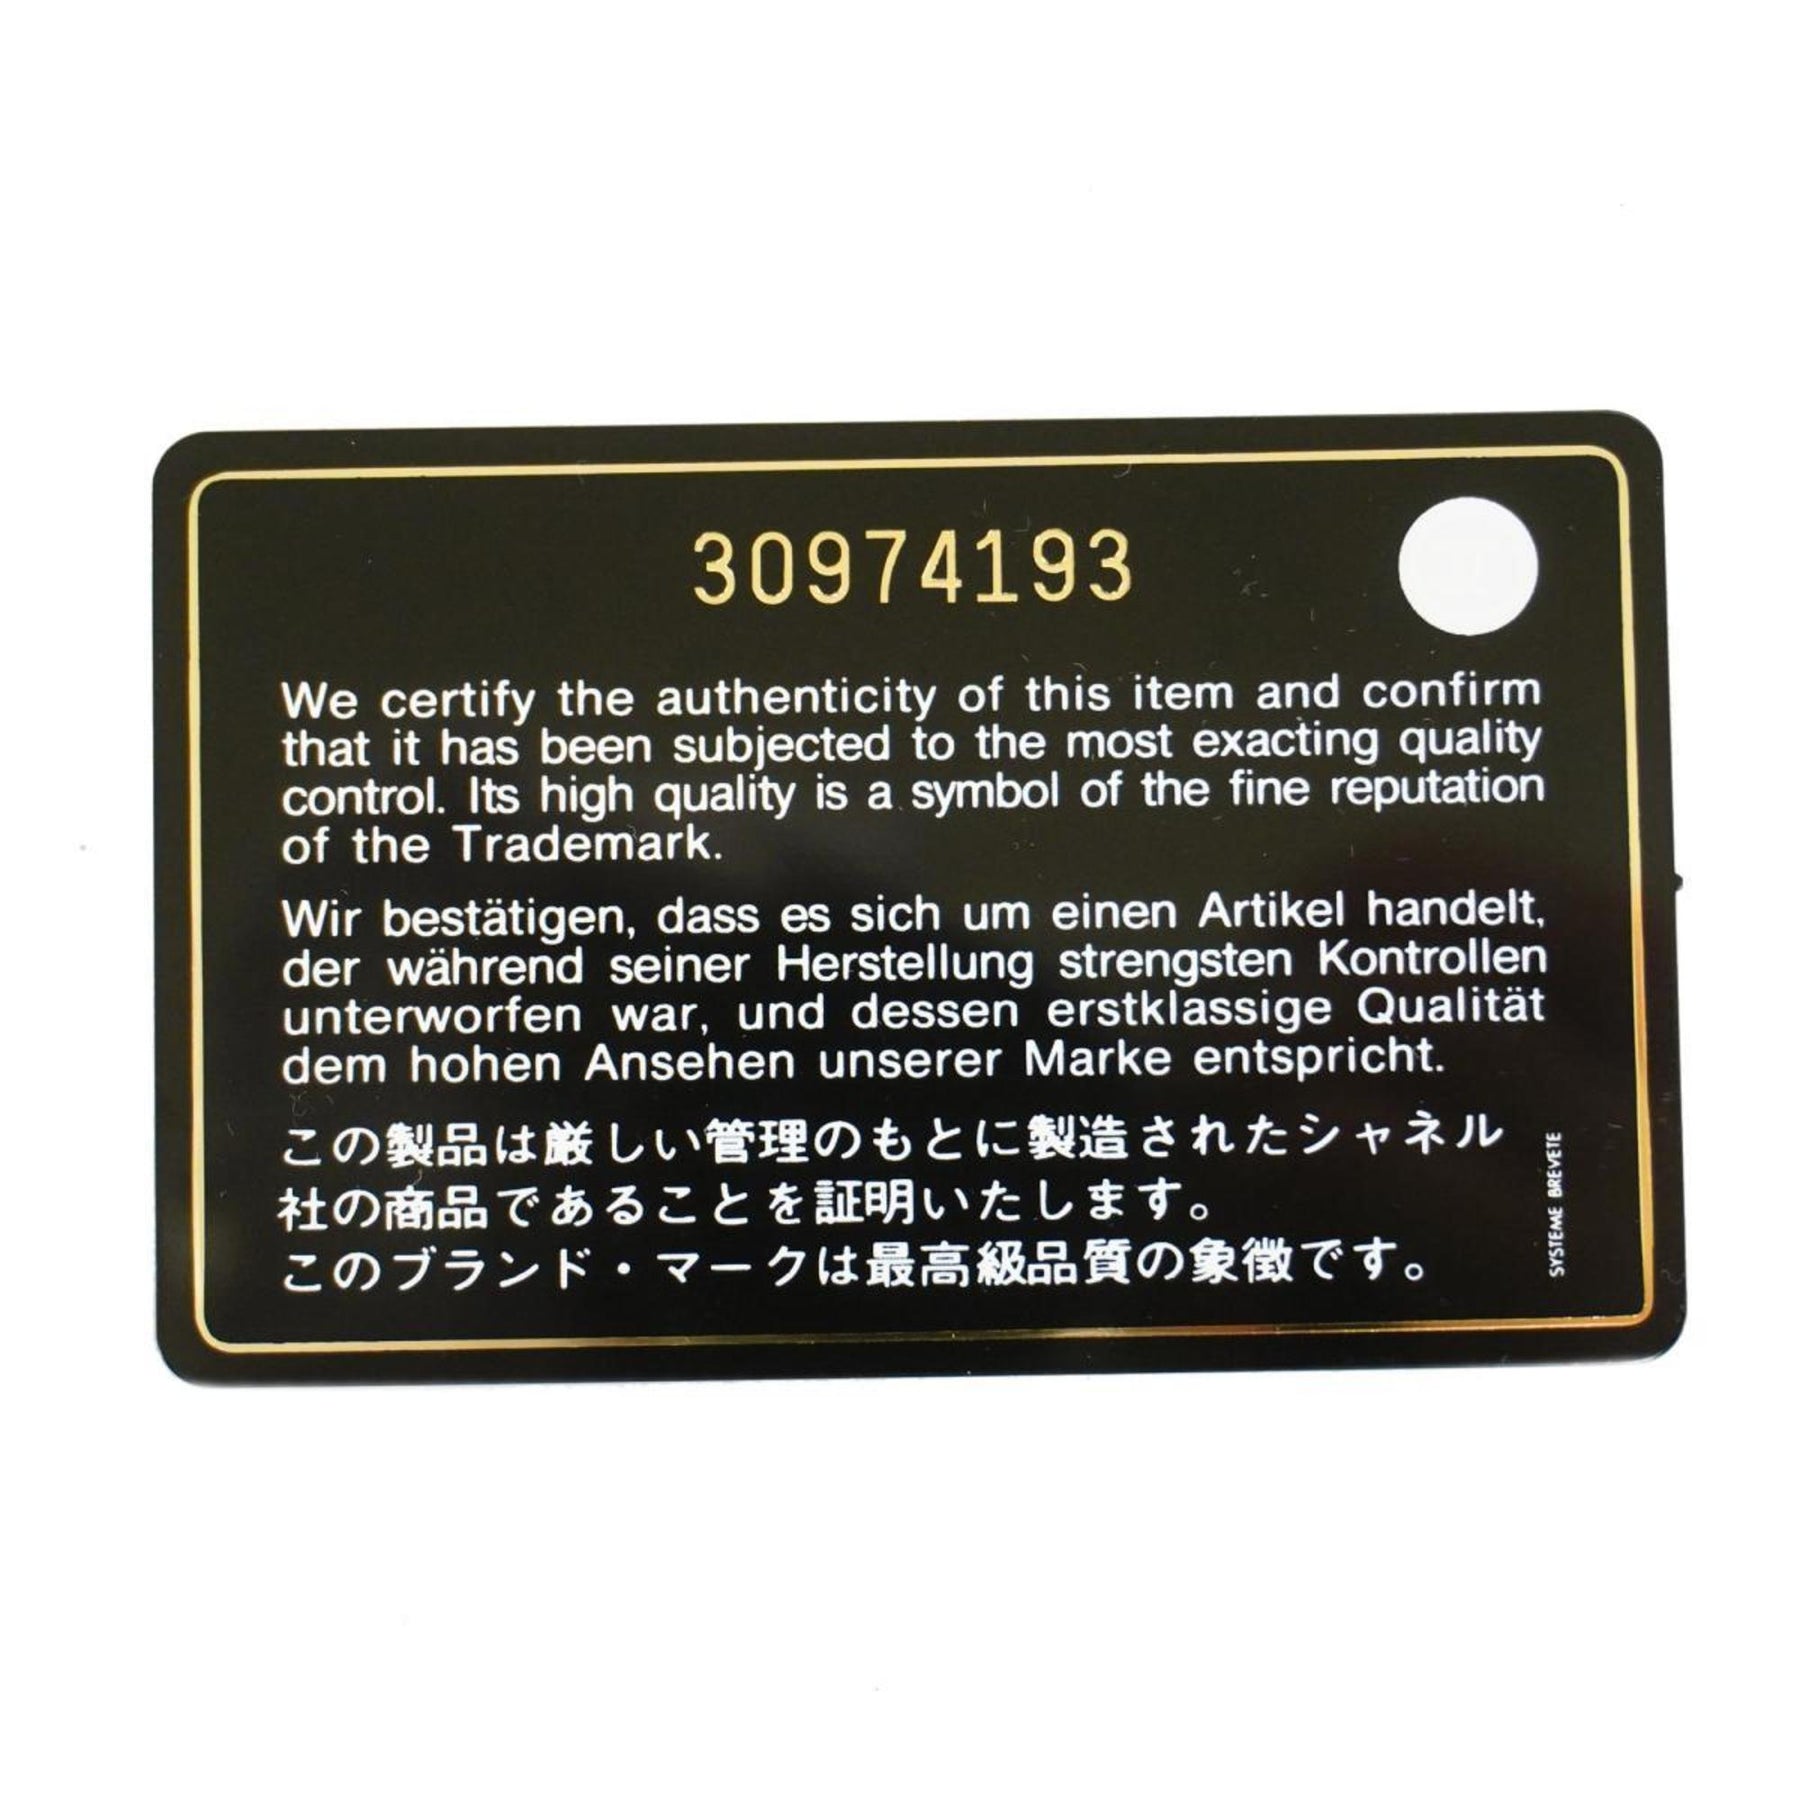 30974193
We certify the authenticity of this item and confirm
that it has been subjected to the most exacting quality
control. Its high quality is a symbol of the fine reputation
of the Trademark.
Wir bestätigen, dass es sich um einen Artikel handelt,
der während seiner Herstellung strengsten Kontrollen
unterworfen war, und dessen erstklassige Qualität
dem hohen Ansehen unserer Marke entspricht.
この製品は厳しい管理のもとに製造されたシャネル
社の商品であることを証明いたします。
このブランド・マークは最高級品質の象徴です。
SYSTEME BREVETE